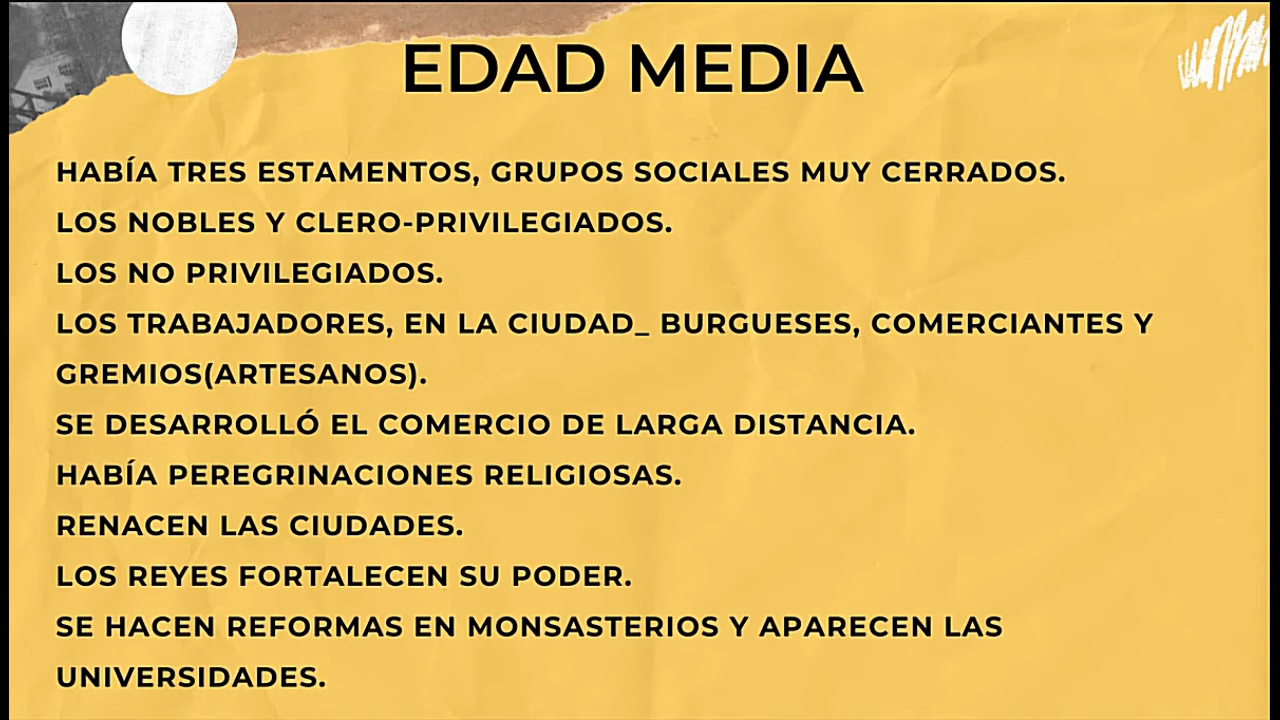 EDAD MEDIA
HABÍA TRES ESTAMENTOS, GRUPOS SOCIALES MUY CERRADOS.
LOS NOBLES Y CLERO-PRIVILEGIADOS.
LOS NO PRIVILEGIADOS.
LOS TRABAJADORES, EN LA CIUDAD_ BURGUESES, COMERCIANTES Y
GREMIOS(ARTESANOS).
SE DESARROLLÓ EL COMERCIO DE LARGA DISTANCIA.
HABÍA PEREGRINACIONES RELIGIOSAS.
RENACEN LAS CIUDADES.
LOS REYES FORTALECEN SU PODER.
SE HACEN REFORMAS EN MONSASTERIOS Y APARECEN LAS
UNIVERSIDADES.